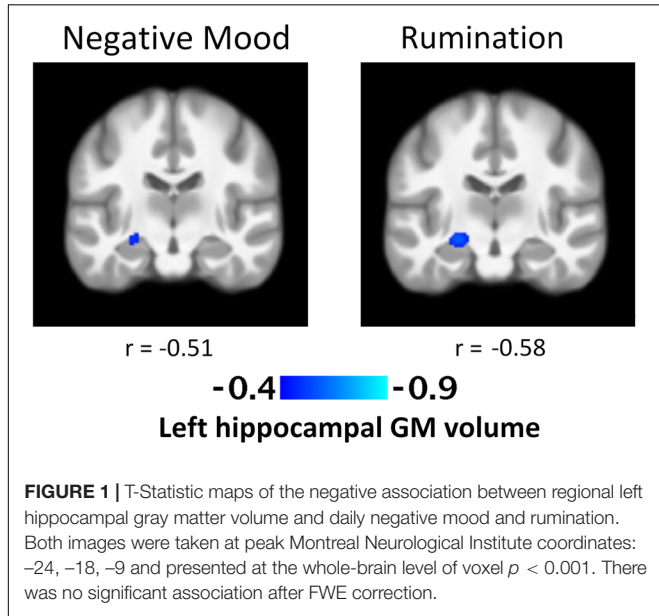 Negative Mood Rumination
r = -0.51 r = -0.58
-0.4 -0.9
Left hippocampal GM volume
FIGURE 1 | T-Statistic maps of the negative association between regional left
hippocampal gray matter volume and daily negative mood and rumination.
Both images were taken at peak Montreal Neurological Institute coordinates:
–24, –18, –9 and presented at the whole-brain level of voxel p < 0.001. There
was no significant association after FWE correction.